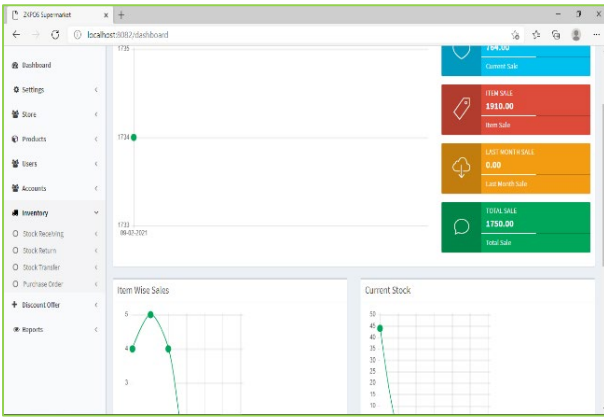 ZKPOS Supermarket
localhost:8082/dashboard
Dashboard
Settings
Store
Products
Users
Accounts
Inventory
Stock Receiving
Stock Return
Stock Transfer
Purchase Order
Discount Offer
Reports
1735
1734
1733
09-02-2021
764.00
Current Sale
ITEM SALE
1910.00
Item Sale
LAST MONTH SALE
0.00
Last Month Sale
TOTAL SALE
1750.00
Total Sale
Item Wise Sales
5
4
3
Current Stock
50
45
40
35
30
25
20
15
10